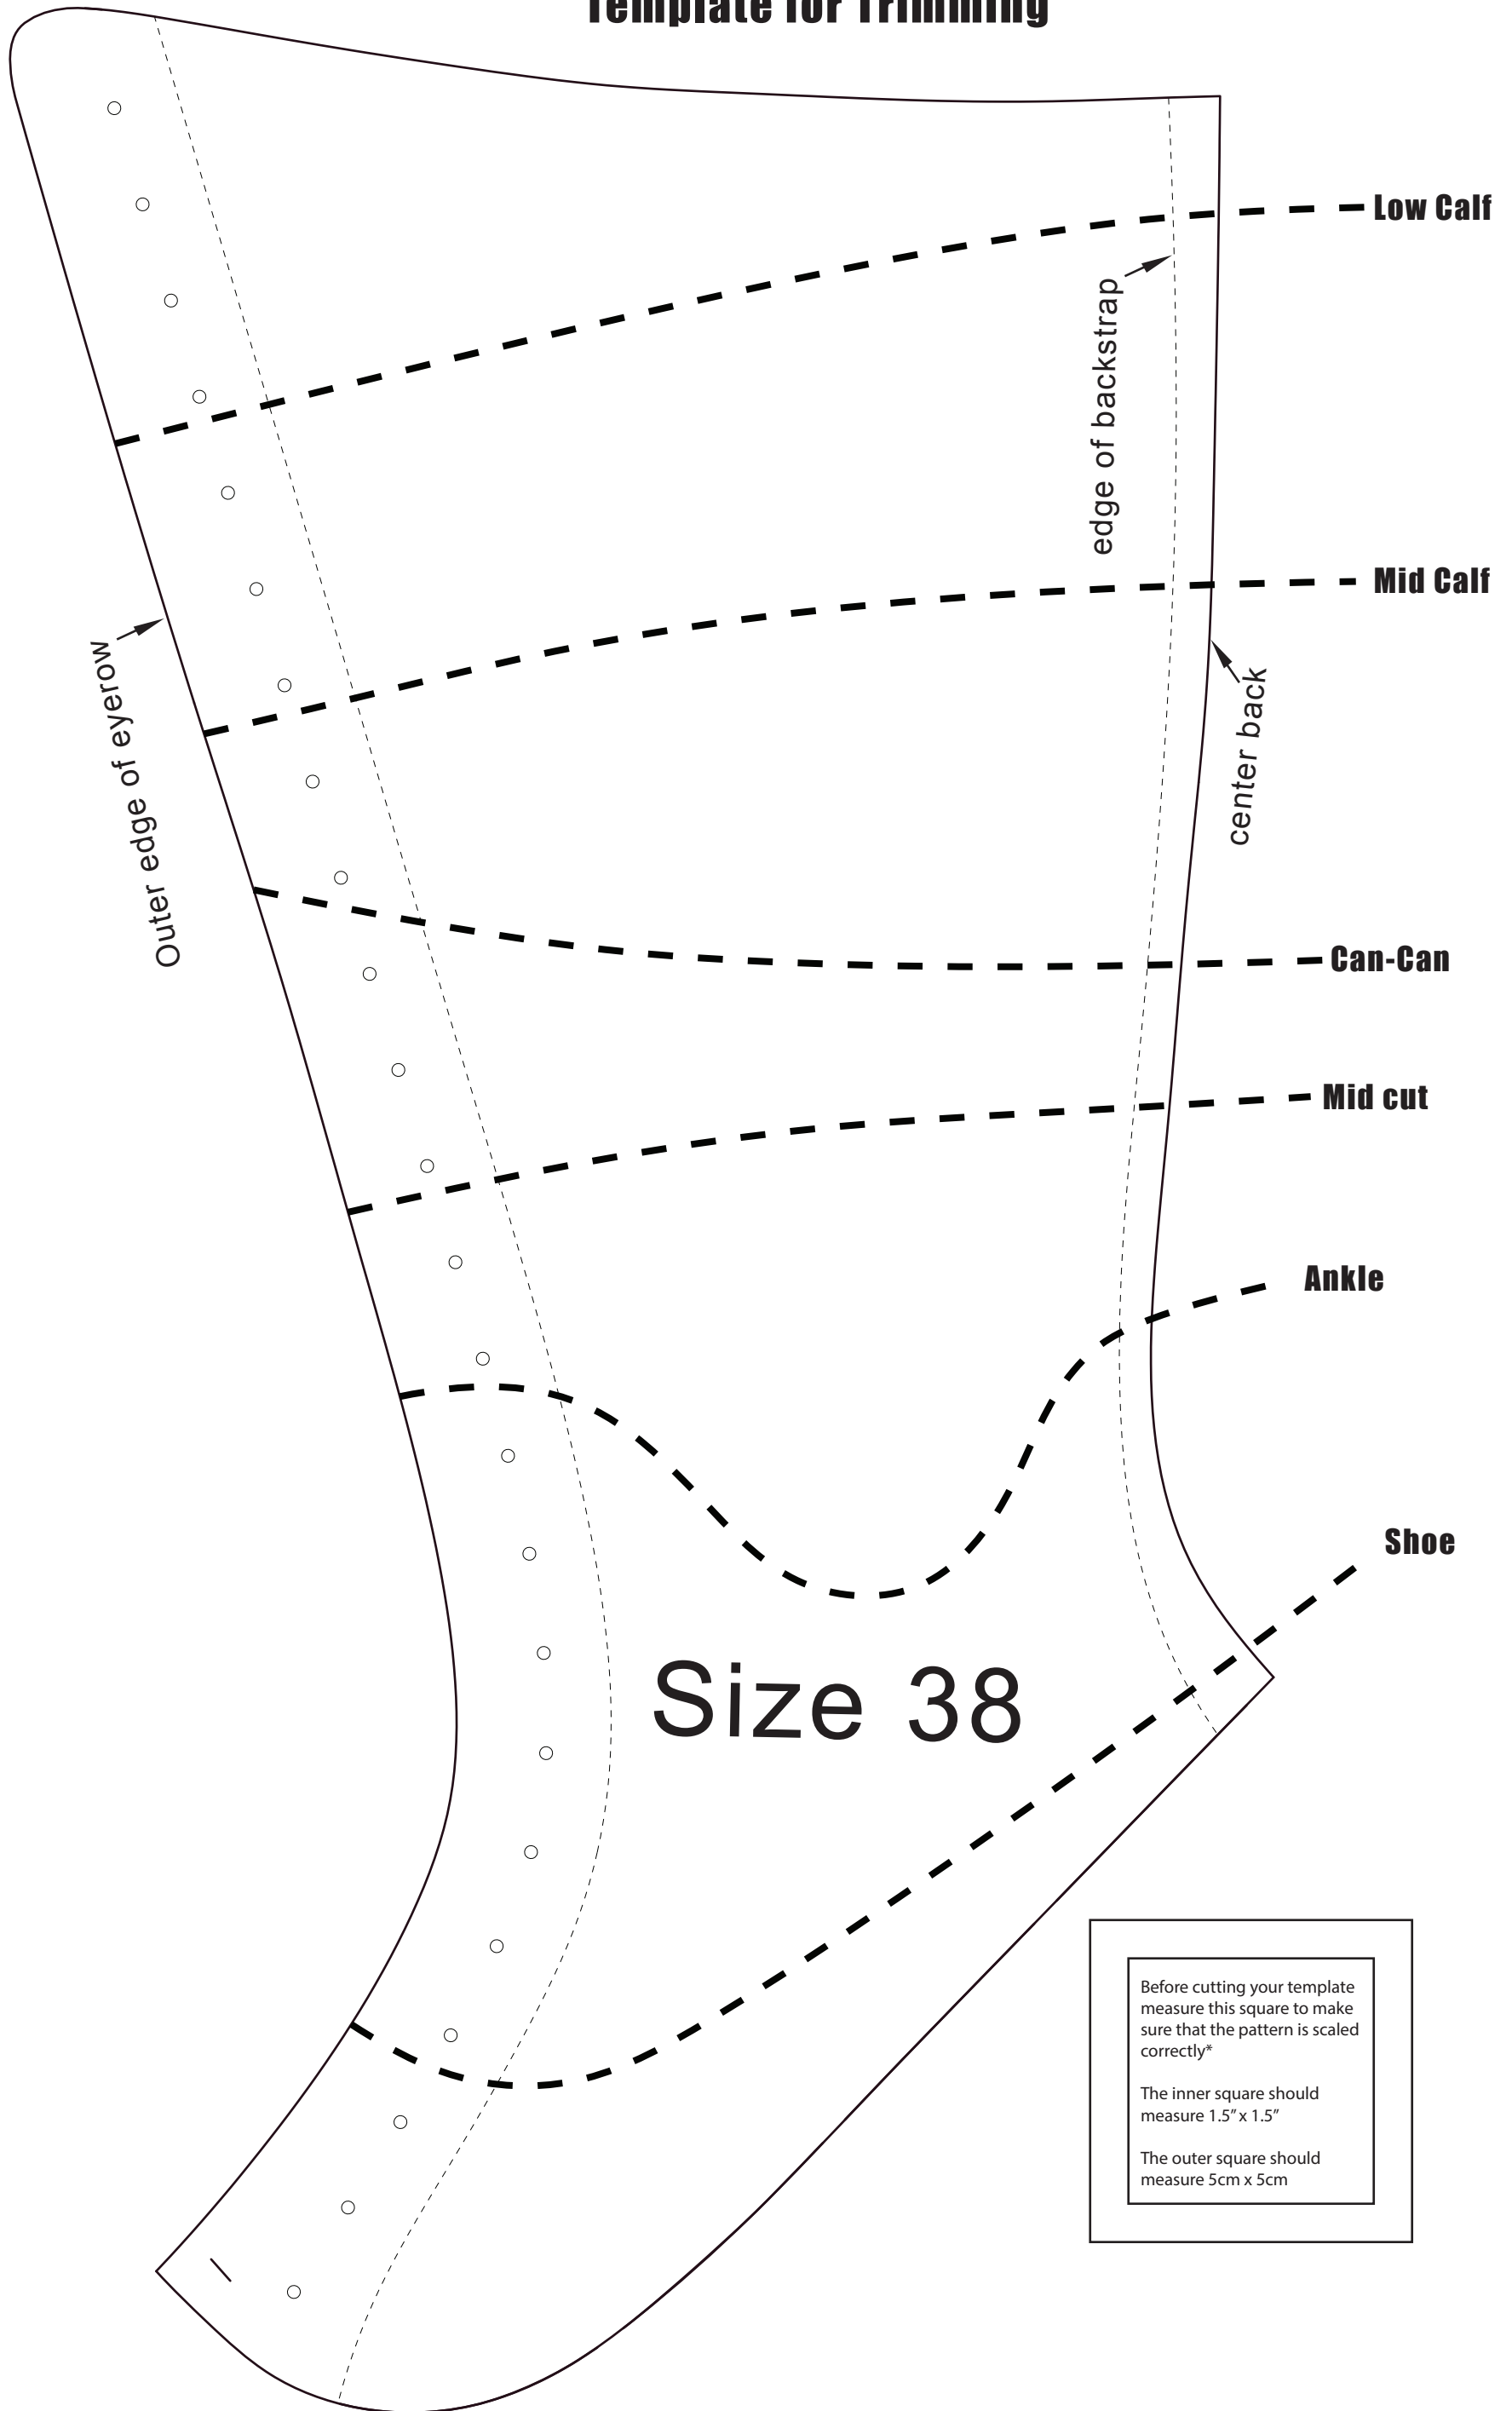 Template for Trimming
Low Calf
edge of backstrap
Mid Calf
Outer edge of eyerow
center back
Can-Can
Mid cut
Ankle
Shoe
Size 38
Before cutting your template
measure this square to make
sure that the pattern is scaled
correctly*
The inner square should
measure 1.5” x 1.5”
The outer square should
measure 5cm x 5cm